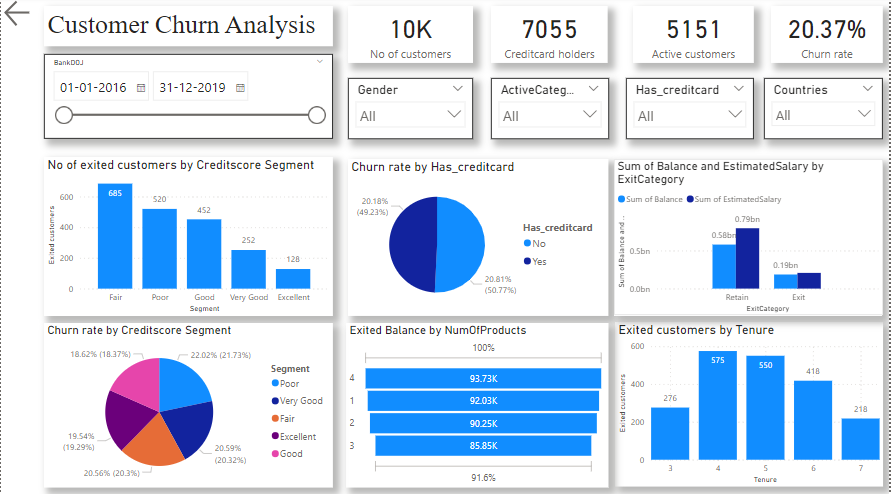 Customer Churn Analysis
10K
No of customers
7055
Creditcard holders
5151
Active customers
20.37%
Churn rate
BankDOJ
01-01-2016
31-12-2019
Gender
All
ActiveCateg...
All
Has_creditcard
All
Countries
All
No of exited customers by Creditscore Segment
Exited customers
600
400
200
0
685
520
452
252
128
Fair
Poor
Good
Very Good
Excellent
Segment
Churn rate by Has_creditcard
20.18%
(49.23%)
20.81%
(50.77%)
Has_creditcard
No
Yes
Sum of Balance and EstimatedSalary by
ExitCategory
Sum of Balance
Sum of EstimatedSalary
Sum of Balance and ...
0.5bn
0.0bn
0.58bn
0.79bn
0.19bn
Retain
Exit
ExitCategory
Churn rate by Creditscore Segment
18.62% (18.37%)
22.02% (21.73%)
19.54%
(19.29%)
20.59%
(20.32%)
20.56% (20.3%)
Segment
Poor
Very Good
Fair
Excellent
Good
Exited Balance by NumOfProducts
100%
4
93.73K
1
92.03K
2
90.25K
3
85.85K
91.6%
Exited customers by Tenure
Exited customers
600
400
200
0
276
575
550
418
218
3
4
5
6
7
Tenure